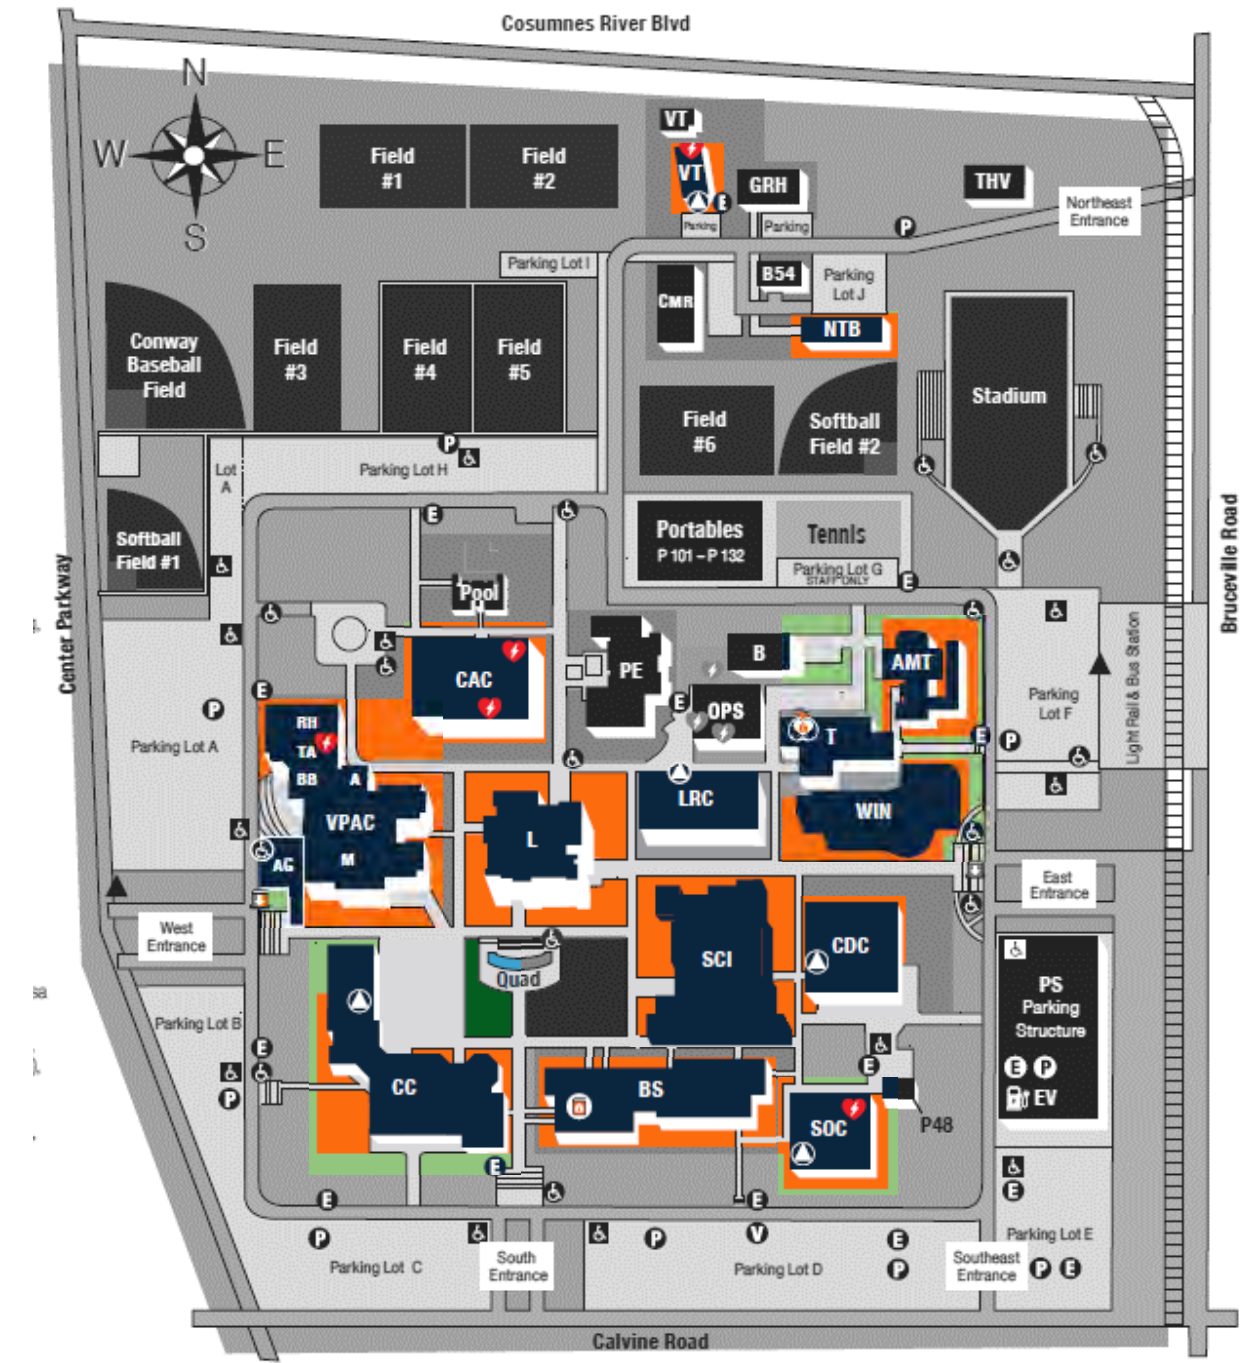 Cosumnes River Blvd
N
W
E
S
Field
#1
Field
#2
VT
VT
E
GRH
THV
Northeast
Entrance
Parking
Parking
P
Parking Lot I
CMR
B54
Parking
Lot J
NTB
Conway
Baseball
Field
Field
#3
Field
#4
Field
#5
Field
#6
Softball
Field #2
Stadium
P
Lot
A
Parking Lot H
Softball
Field #1
E
Portables
P 101 – P 132
Tennis
Parking Lot G
STAFF ONLY
E
Center Parkway
Bruceville Road
Pool
CAC
PE
B
OPS
E
AMT
Parking
Lot F
Light Rail & Bus Station
E
P
Parking Lot A
RH
TA
BB
A
VPAC
M
AG
L
LRC
T
E
P
WIN
West
Entrance
East
Entrance
Quad
SCI
CDC
PS
Parking
Structure
E
P
EV
Parking Lot B
E
P
CC
BS
E
SOC
P48
E
E
E
E
P
Parking Lot C
South
Entrance
P
V
Parking Lot D
E
P
Southeast
Entrance
Parking Lot E
P
E
Calvine Road